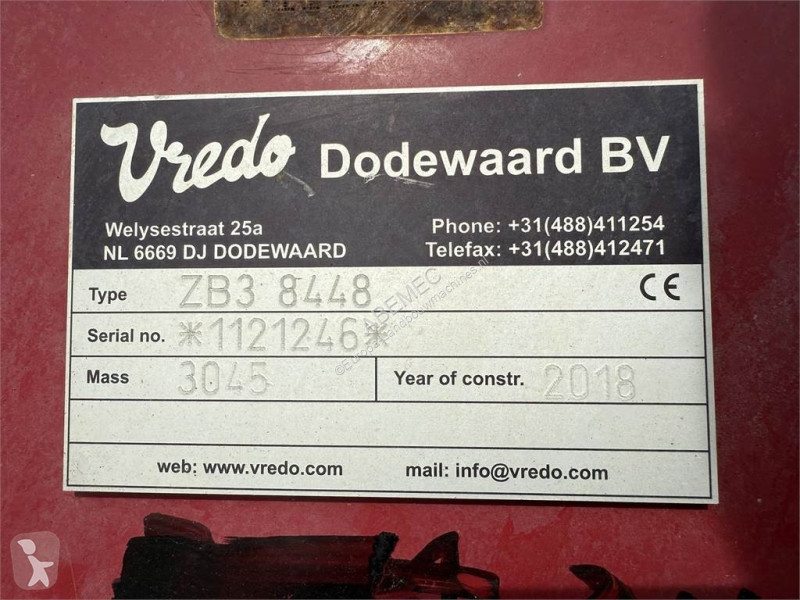 Vredo Dodewaard BV
Welysestraat 25a
Phone: +31(488)411254
NL 6669 DJ DODEWAARD
Telefax: +31(488)412471
Type ZB3 8448 CE
Serial no. *1121246*
Mass 3045 Year of constr. 2018
web: www.vredo.com mail: info@vredo.com
ABEMEC